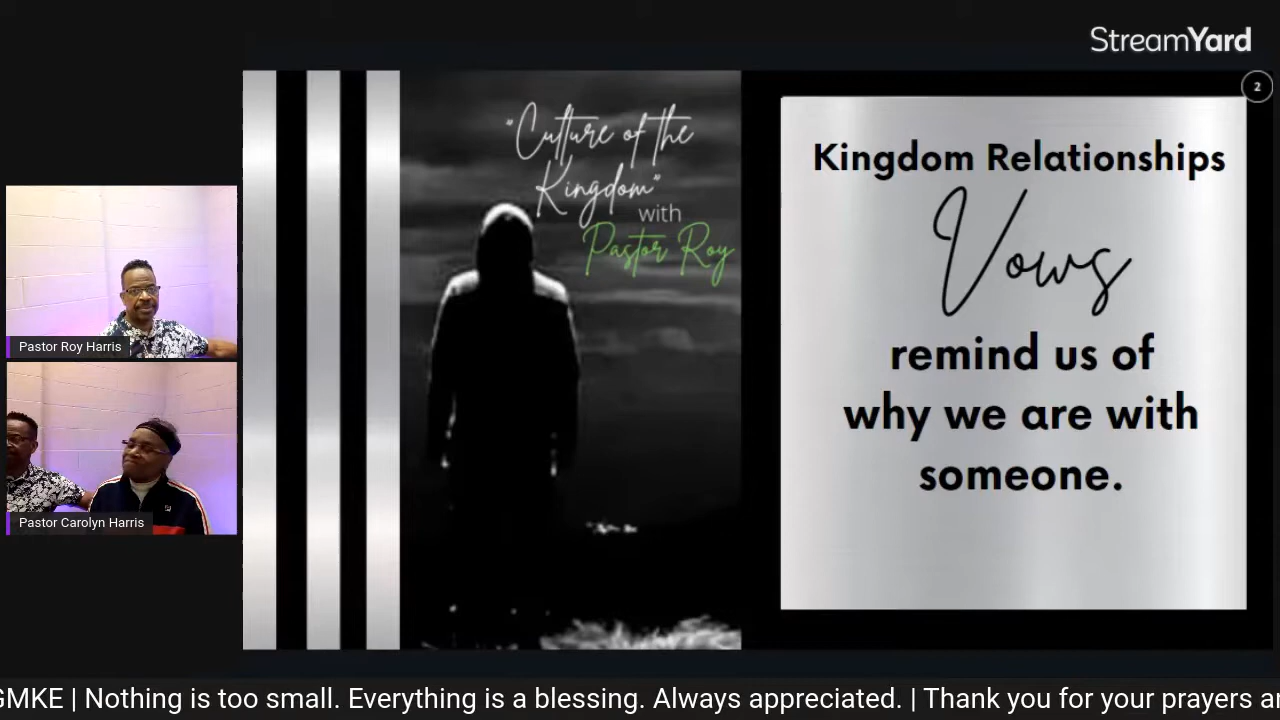 StreamYard
2
"Culture of the
Kingdom"
with
Pastor Roy
Kingdom Relationships
Vows
remind us of
why we are with
someone.
Pastor Roy Harris
Pastor Carolyn Harris
GMKE | Nothing is too small. Everything is a blessing. Always appreciated. | Thank you for your prayers